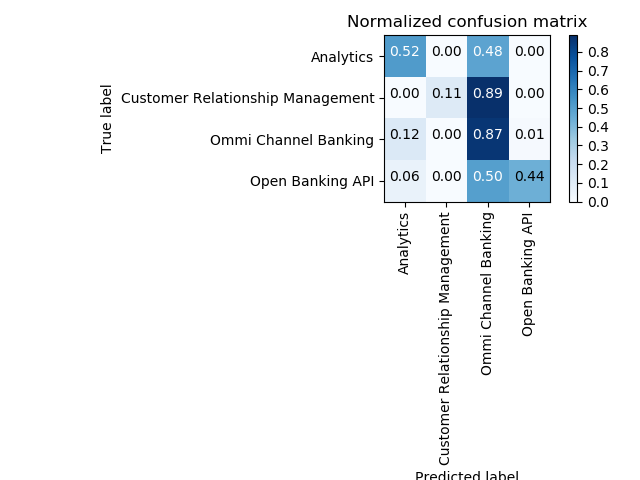 Normalized confusion matrix
True label
Analytics
Customer Relationship Management
Ommi Channel Banking
Open Banking API
0.52 0.00 0.48 0.00
0.00 0.11 0.89 0.00
0.12 0.00 0.87 0.01
0.06 0.00 0.50 0.44
0.8
0.7
0.6
0.5
0.4
0.3
0.2
0.1
0.0
Analytics
Customer Relationship Management
Ommi Channel Banking
Open Banking API
Predicted label